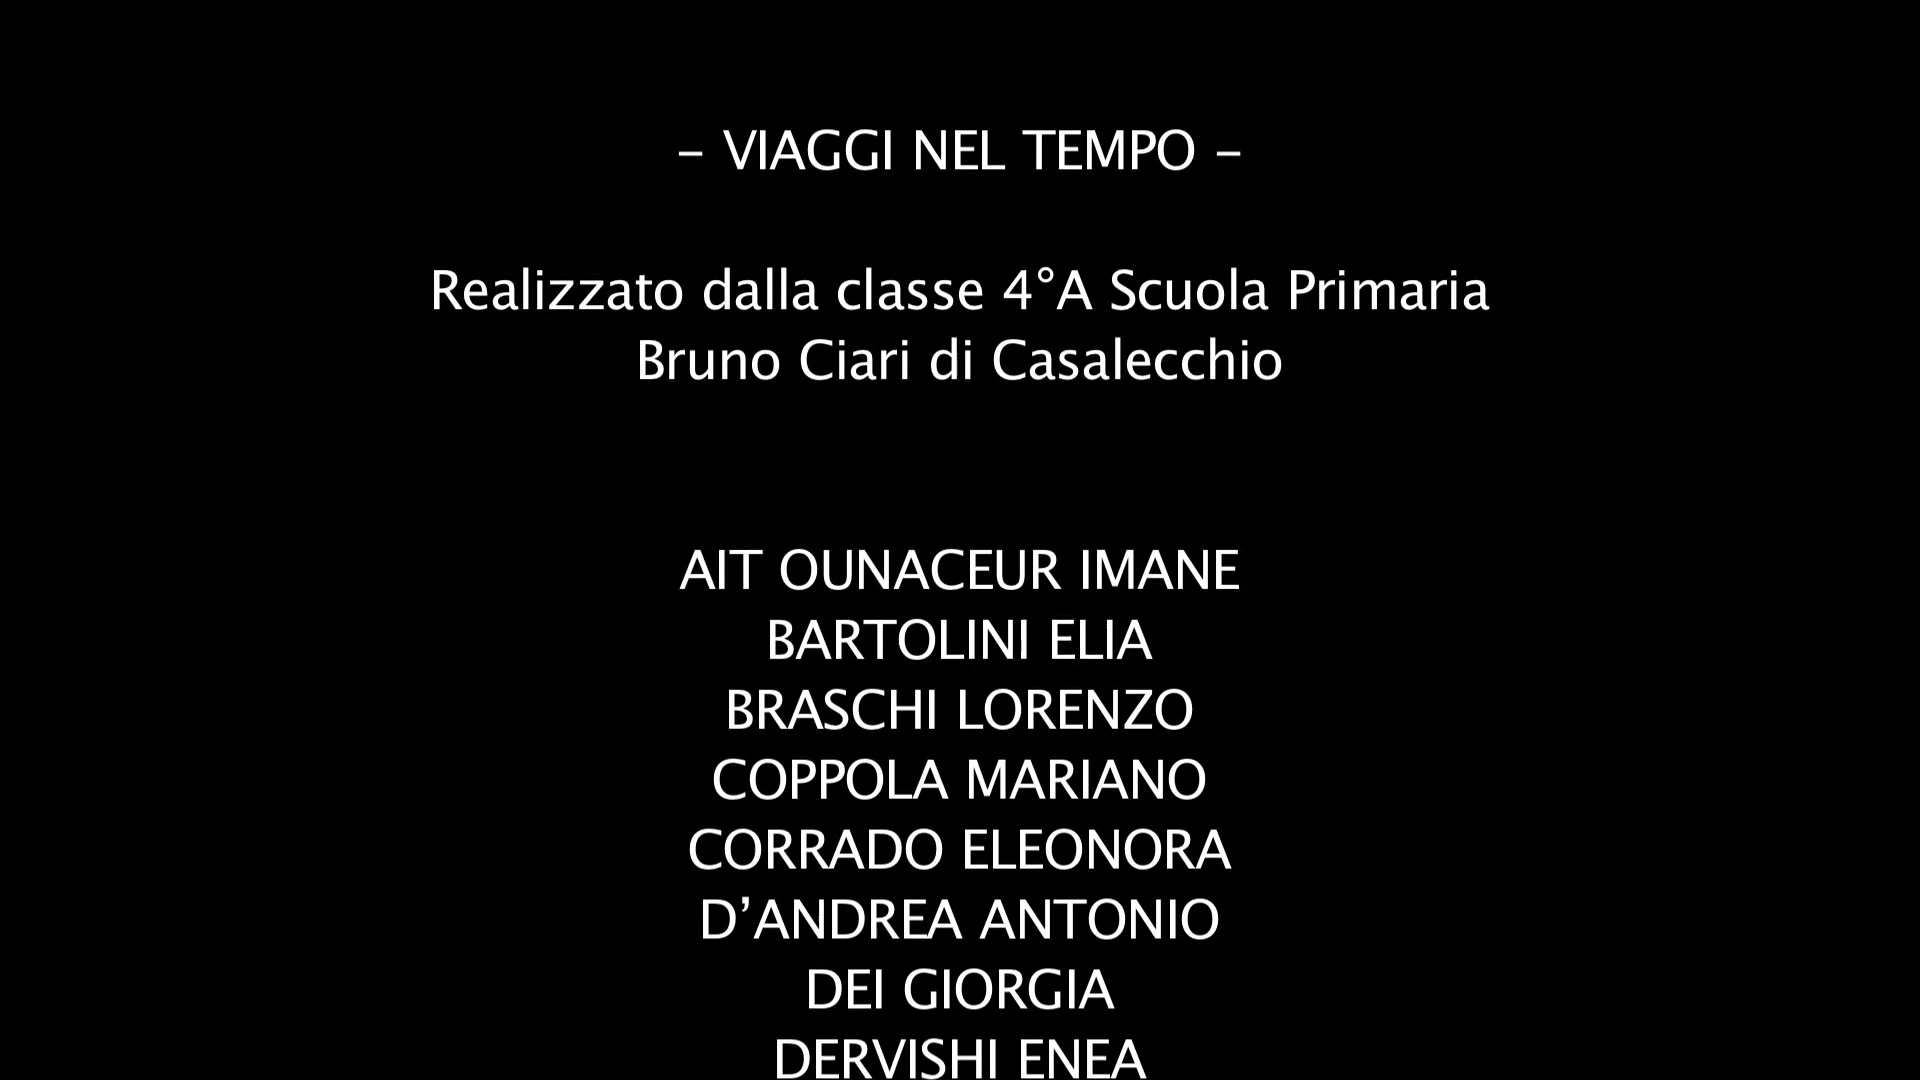 – VIAGGI NEL TEMPO –
Realizzato dalla classe 4°A Scuola Primaria
Bruno Ciari di Casalecchio
AIT OUNACEUR IMANE
BARTOLINI ELIA
BRASCHI LORENZO
COPPOLA MARIANO
CORRADO ELEONORA
D’ANDREA ANTONIO
DEI GIORGIA
DERVISHI ENEA